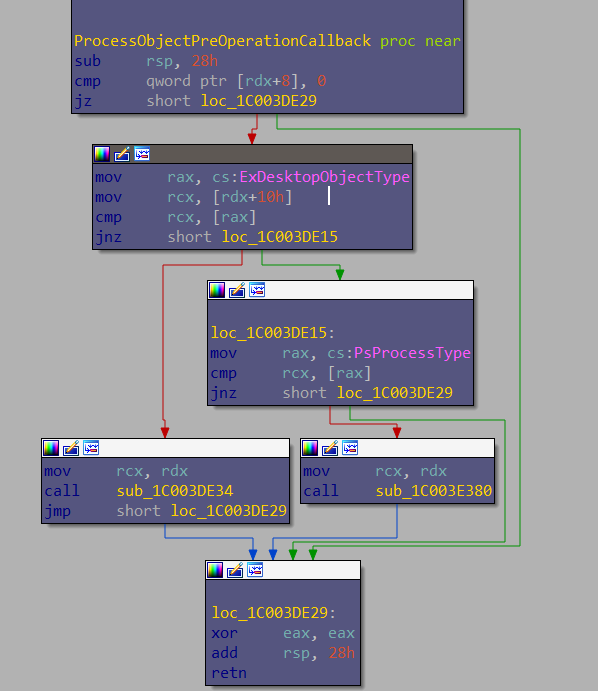 ProcessObjectPreOperationCallback proc near
sub rsp, 28h
cmp qword ptr [rdx+8], 0
jz short loc_1C003DE29
mov rax, cs:ExDesktopObjectType
mov rcx, [rdx+10h]
cmp rcx, [rax]
jnz short loc_1C003DE15
loc_1C003DE15:
mov rax, cs:PsProcessType
cmp rcx, [rax]
jnz short loc_1C003DE29
mov rcx, rdx
call sub_1C003DE34
jmp short loc_1C003DE29
mov rcx, rdx
call sub_1C003E380
loc_1C003DE29:
xor eax, eax
add rsp, 28h
retn